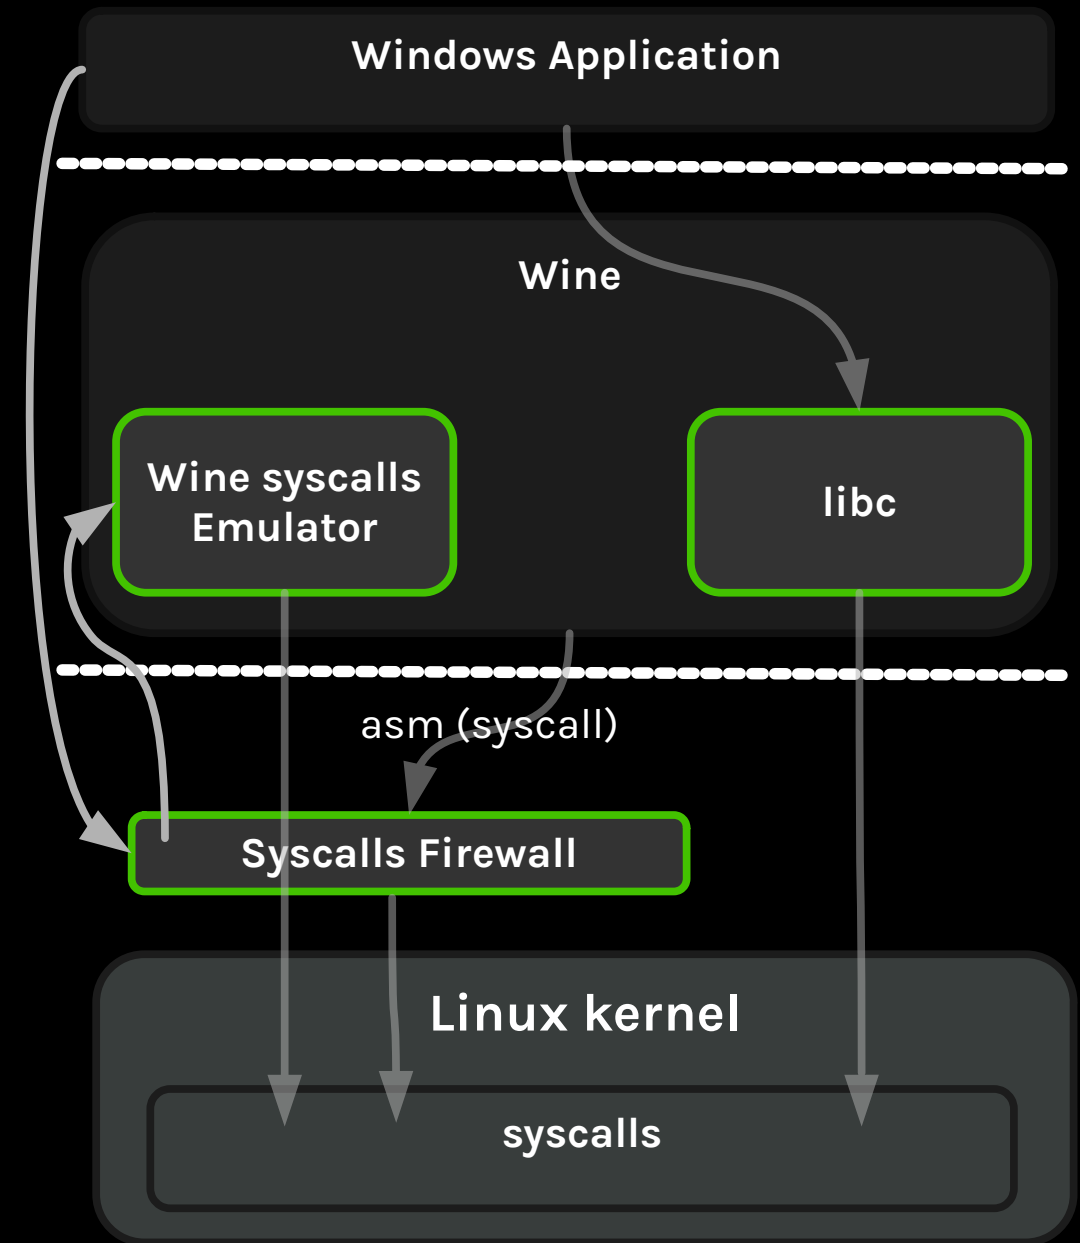 Windows Application
Wine
Wine syscalls
Emulator
libc
asm (syscall)
Syscalls Firewall
Linux kernel
syscalls